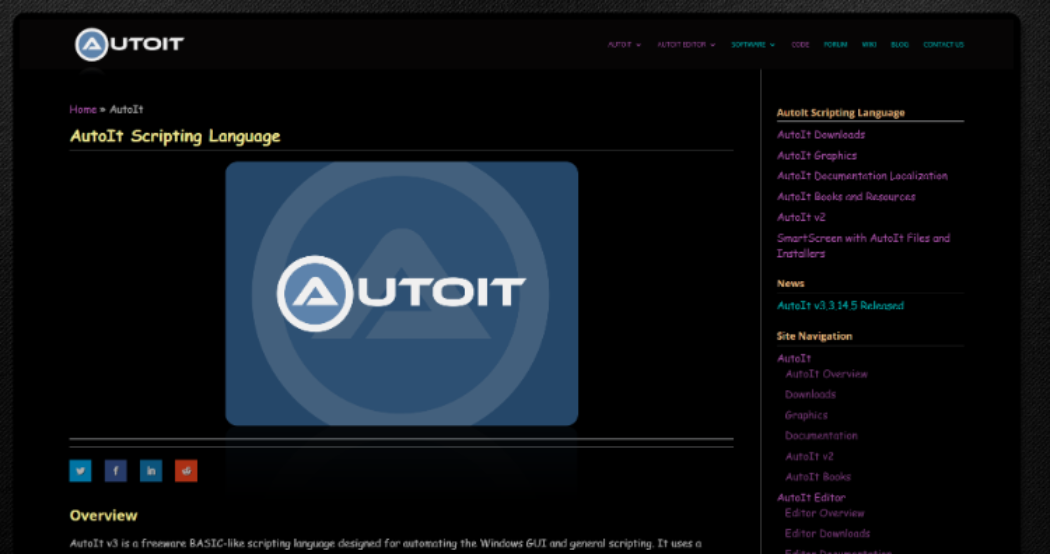 AUTOIT
AUTOIT
AUTOIT EDITOR
SOFTWARE
CODE
FORUM
WIKI
BLOG
CONTACT US
Home » AutoIt
AutoIt Scripting Language
AUTOIT
Overview
AutoIt v3 is a freeware BASIC-like scripting language designed for automating the Windows GUI and general scripting. It uses a
AutoIt Scripting Language
AutoIt Downloads
AutoIt Graphics
AutoIt Documentation Localization
AutoIt Books and Resources
AutoIt v2
SmartScreen with AutoIt Files and
Installers
News
AutoIt v3.3.14.5 Released
Site Navigation
AutoIt
AutoIt Overview
Downloads
Graphics
Documentation
AutoIt v2
AutoIt Books
AutoIt Editor
Editor Overview
Editor Downloads
Editor Documentation